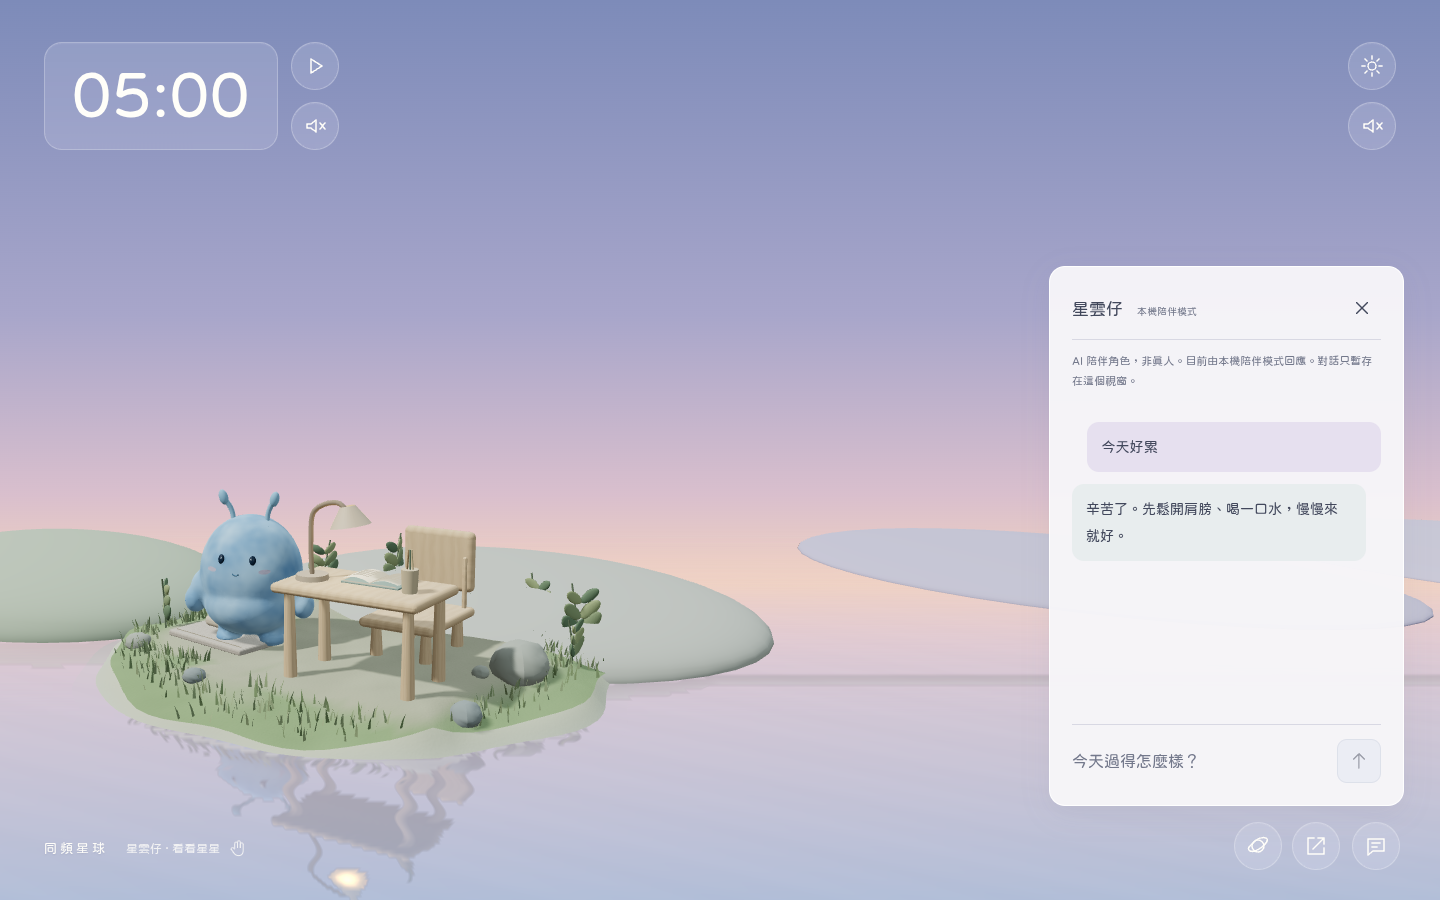 05:00
星雲仔 本機陪伴模式
AI 陪伴角色，非真人。目前由本機陪伴模式回應。對話只暫存
在這個視窗。
今天好累
辛苦了。先鬆開肩膀、喝一口水，慢慢來
就好。
今天過得怎麼樣？
同頻星球 星雲仔·看看星星